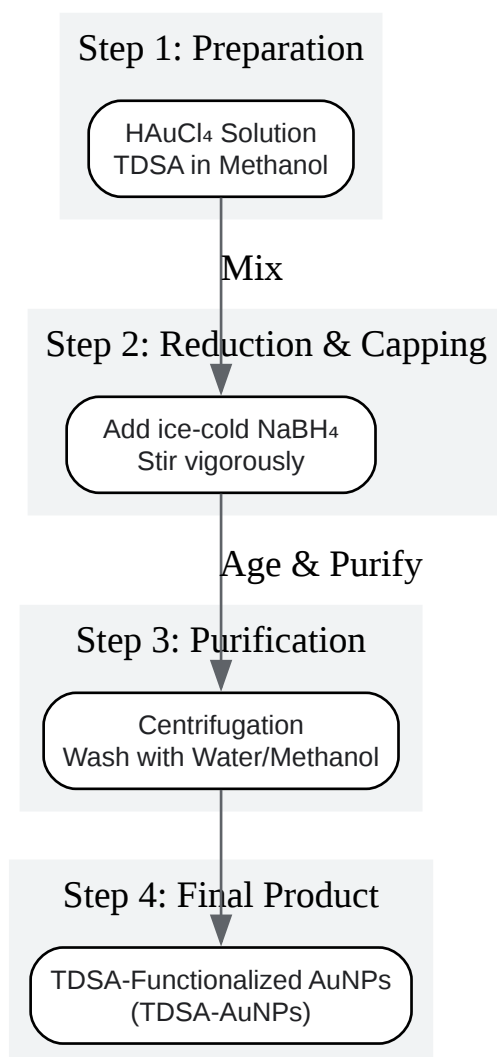 Step 1: Preparation
HAuCl₄ Solution
TDSA in Methanol
Mix
Step 2: Reduction & Capping
Add ice-cold NaBH₄
Stir vigorously
Age & Purify
Step 3: Purification
Centrifugation
Wash with Water/Methanol
Step 4: Final Product
TDSA-Functionalized AuNPs
(TDSA-AuNPs)